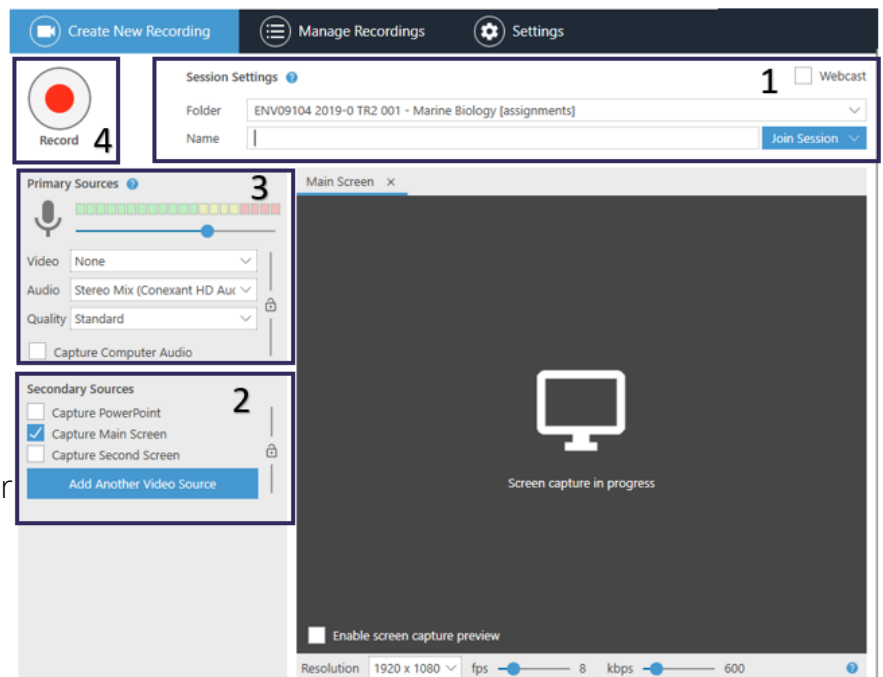 Create New Recording Manage Recordings Settings
Session Settings ? 1 Webcast
Folder ENV09104 2019-0 TR2 001 - Marine Biology [assignments]
Name Join Session
Record 4
Primary Sources ? 3
Video None
Audio Stereo Mix (Conexant HD Auc
Quality Standard
Capture Computer Audio
Secondary Sources 2
Capture PowerPoint
Capture Main Screen
Capture Second Screen
Add Another Video Source
r
Main Screen ×
Screen capture in progress
Enable screen capture preview
Resolution 1920 x 1080 fps 8 kbps 600 ?